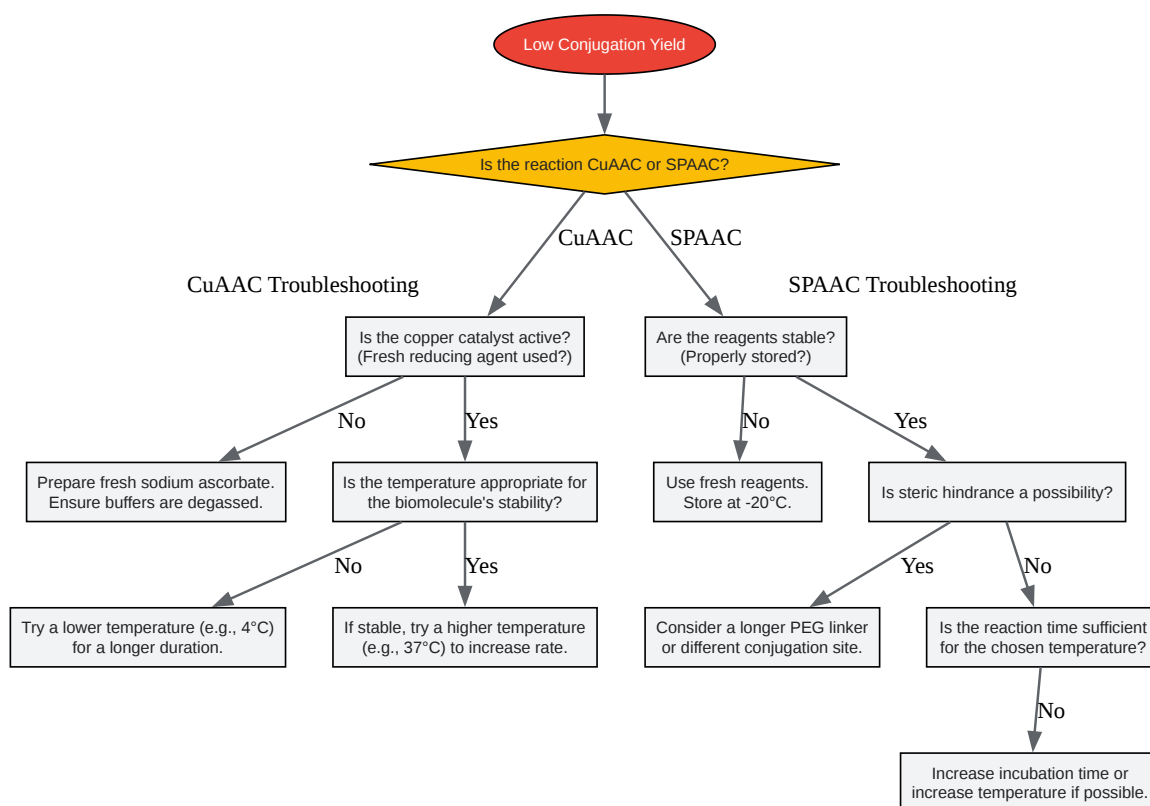 Low Conjugation Yield
Is the reaction CuAAC or SPAAC?
CuAAC
SPAAC
CuAAC Troubleshooting
SPAAC Troubleshooting
Is the copper catalyst active?
(Fresh reducing agent used?)
Are the reagents stable?
(Properly stored?)
No
Yes
No
Yes
Prepare fresh sodium ascorbate.
Ensure buffers are degassed.
Is the temperature appropriate for
the biomolecule's stability?
Use fresh reagents.
Store at -20°C.
Is steric hindrance a possibility?
No
Yes
Yes
No
Try a lower temperature (e.g., 4°C)
for a longer duration.
If stable, try a higher temperature
(e.g., 37°C) to increase rate.
Consider a longer PEG linker
or different conjugation site.
Is the reaction time sufficient
for the chosen temperature?
No
Increase incubation time or
increase temperature if possible.